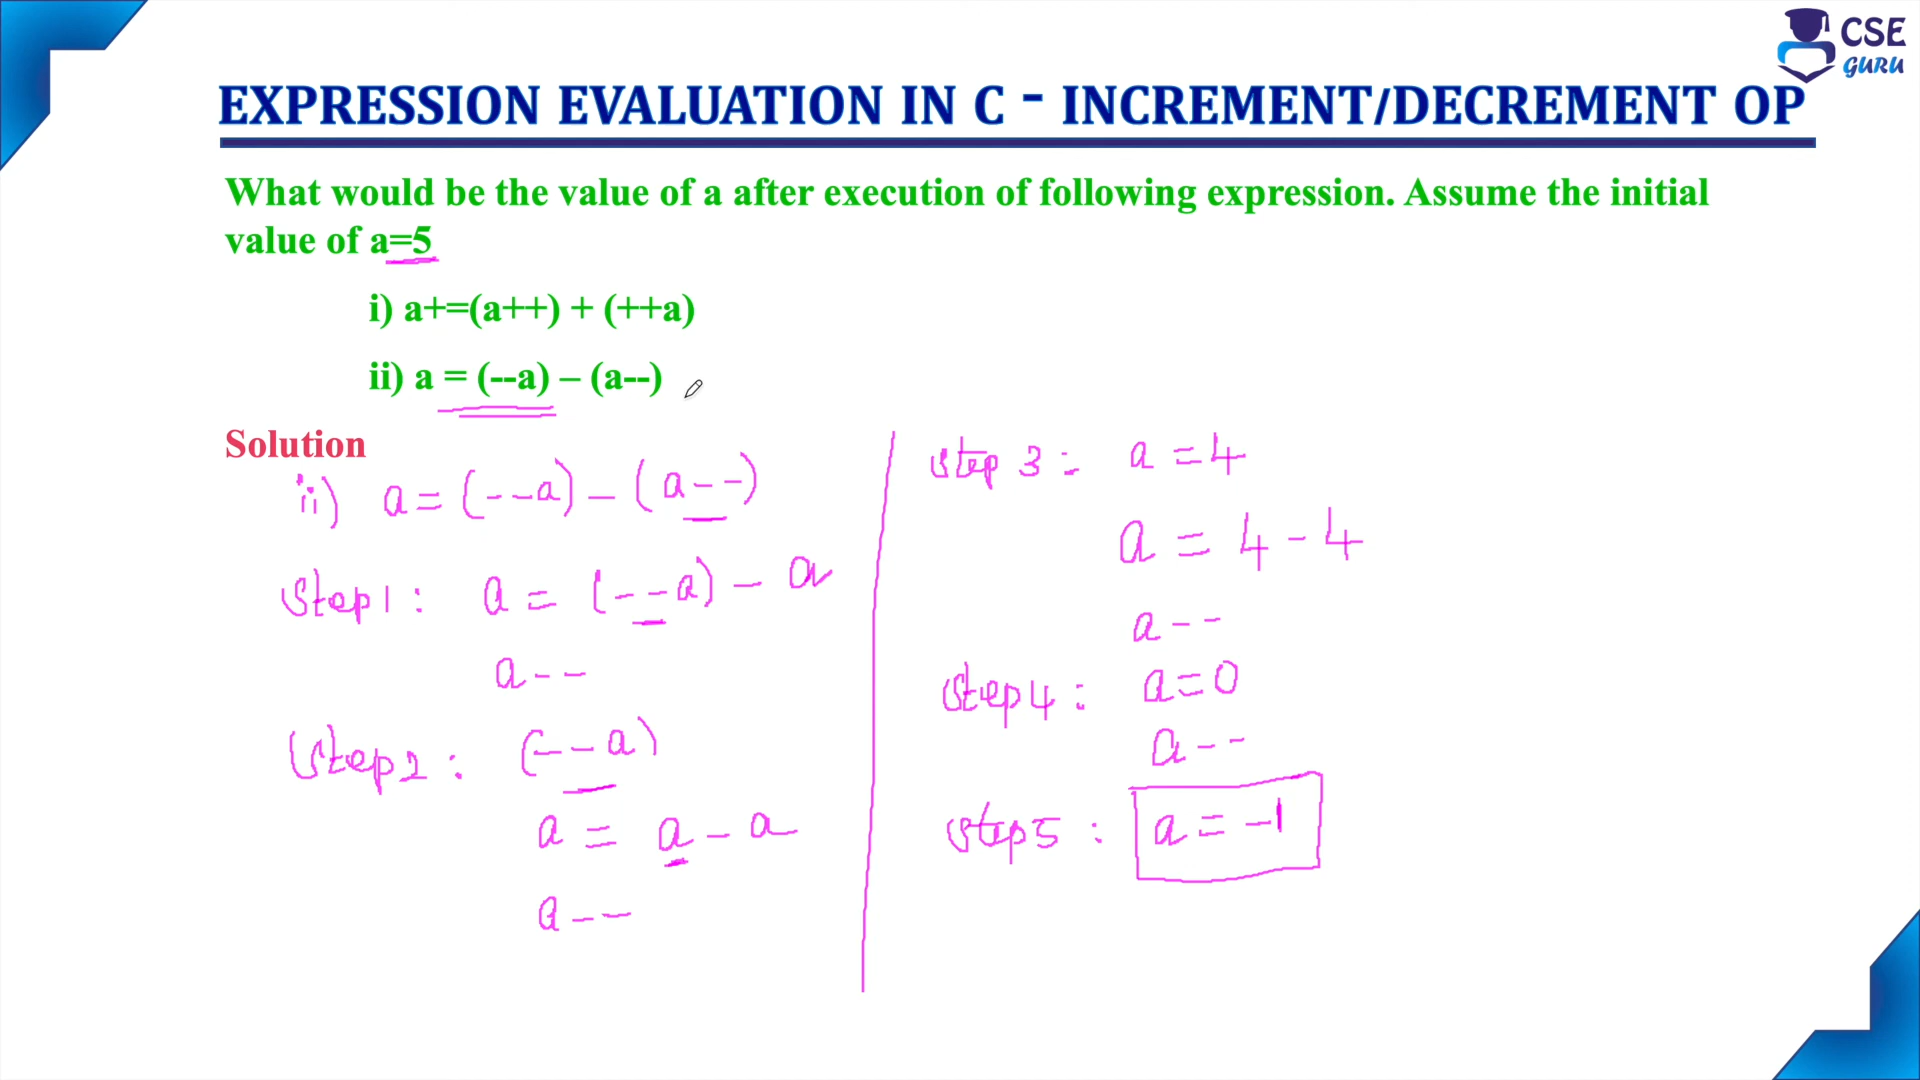 CSE
GURU
EXPRESSION EVALUATION IN C - INCREMENT/DECREMENT OP
What would be the value of a after execution of following expression. Assume the initial
value of a=5
i) a+=(a++) + (++a)
ii) a = (--a) – (a--)
Solution
ii) a = (--a) - (a--)
Step1 : a = (--a) - a
a--
Step2 : (--a)
a = a - a
a--
Step 3 : a = 4
a = 4 - 4
a--
Step4 : a=0
a--
Step5 : a = -1